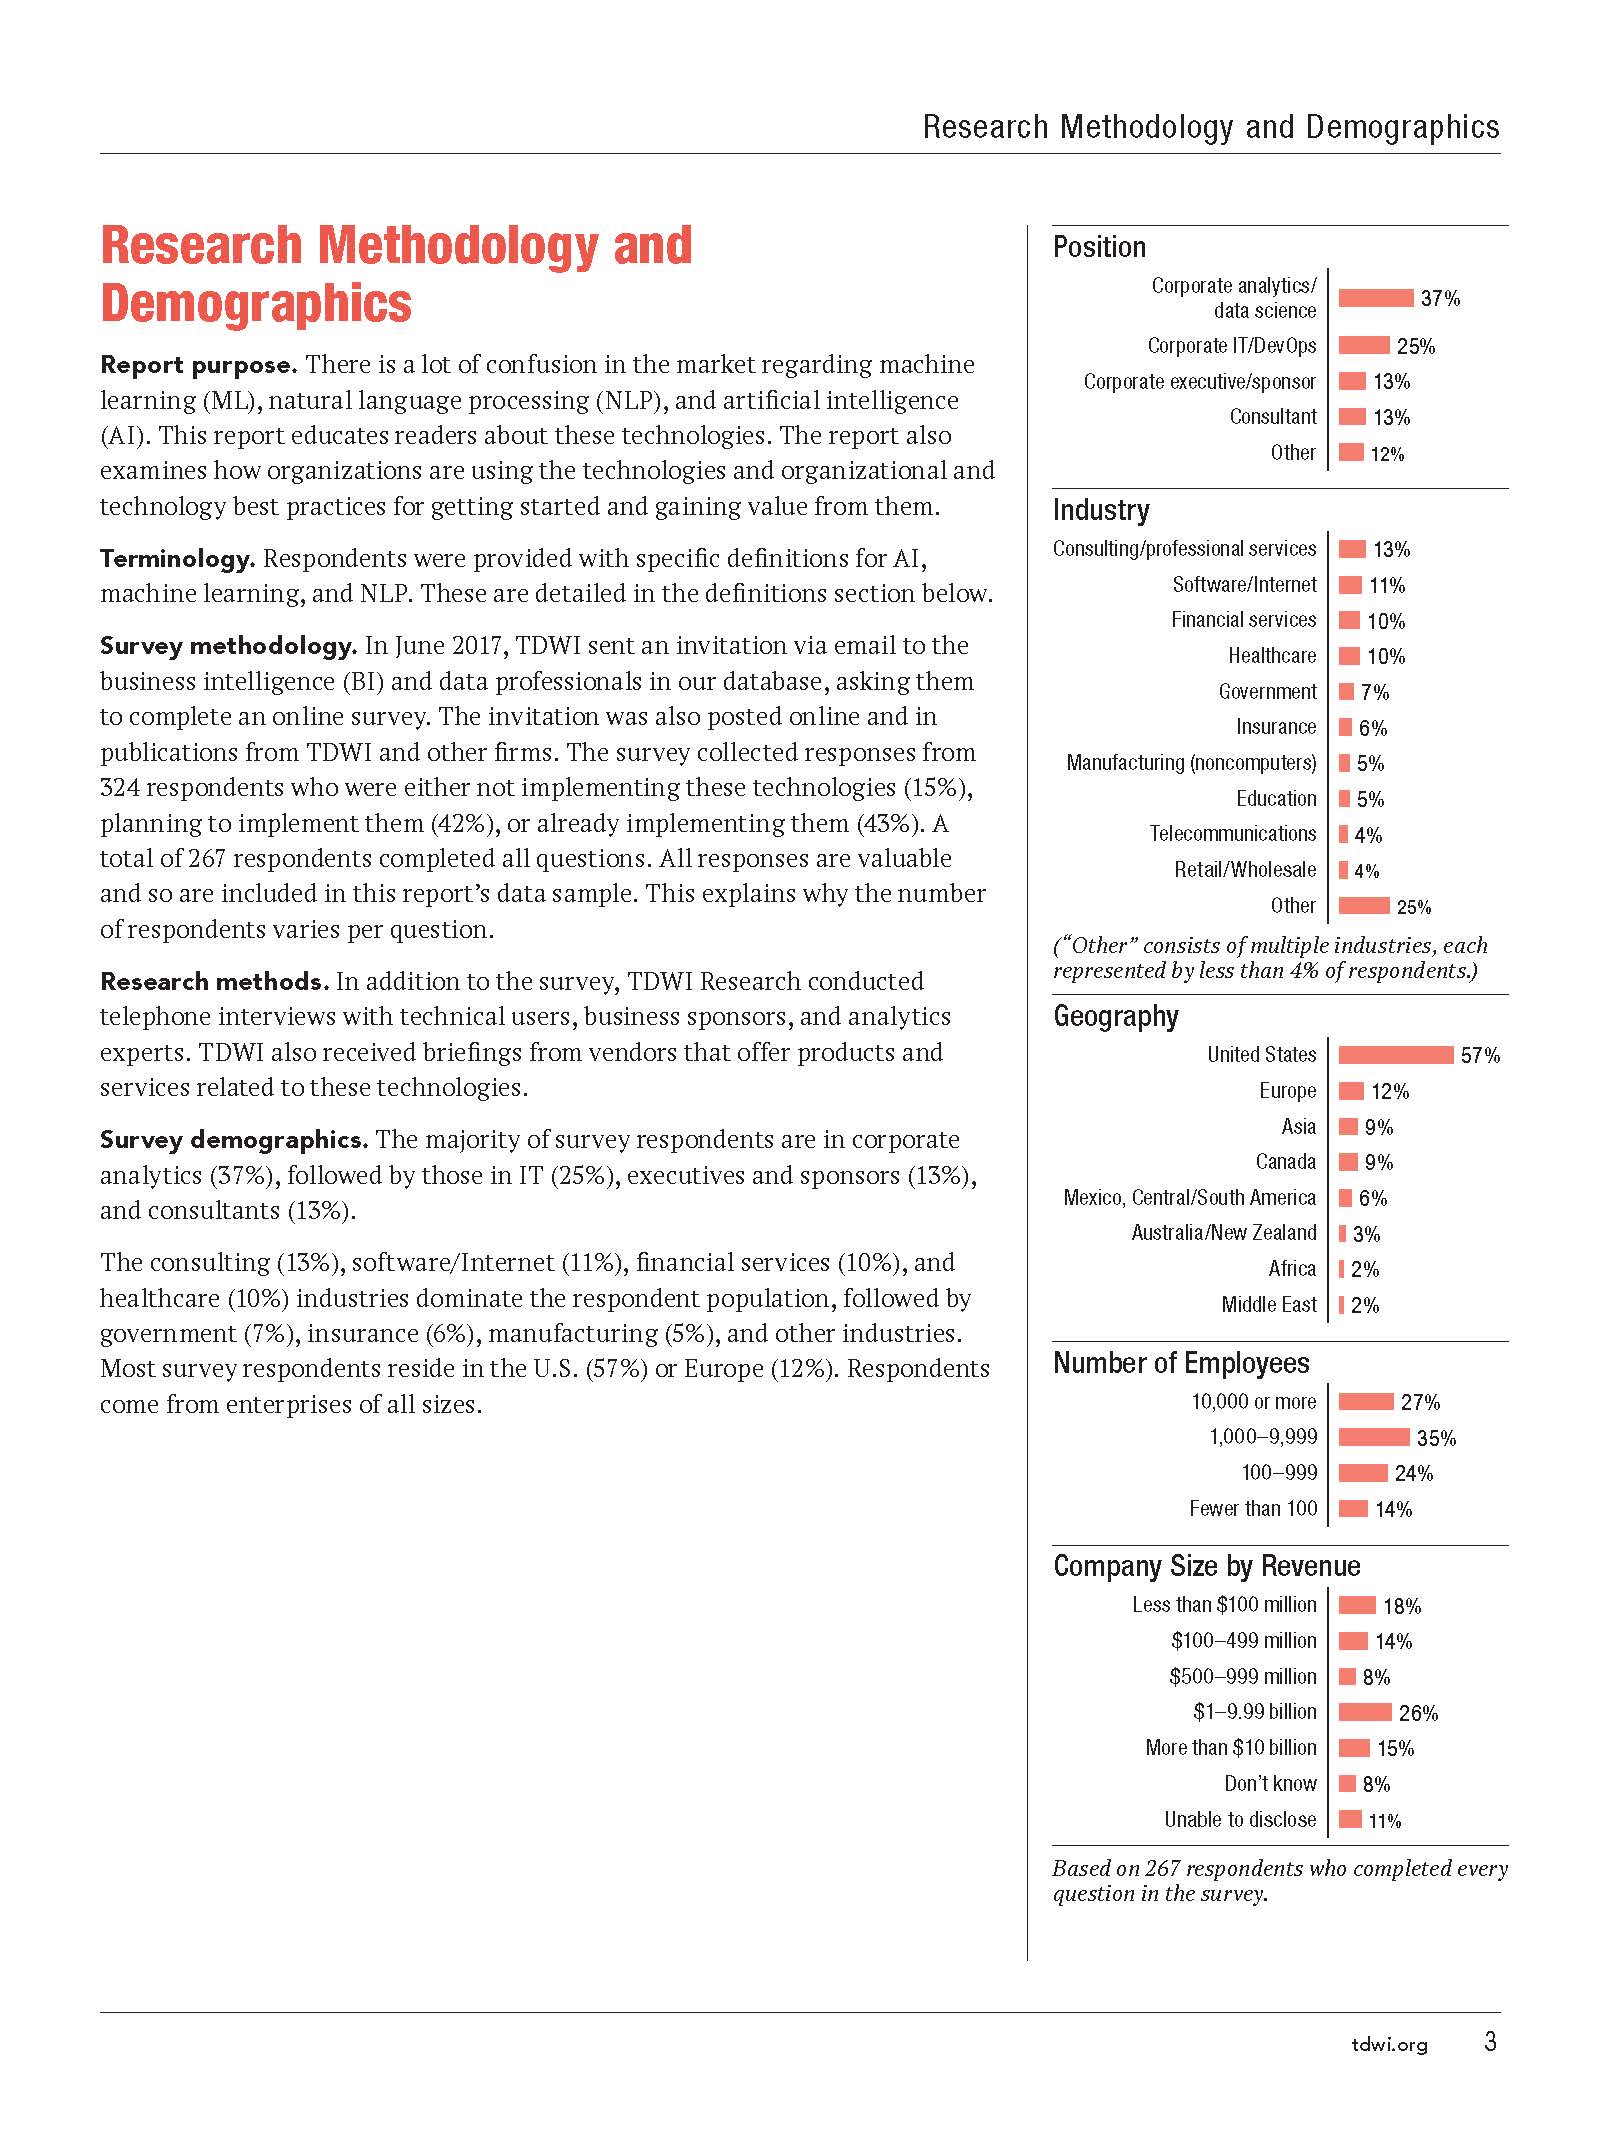 Research Methodology and Demographics
Research Methodology and
Demographics
Report purpose. There is a lot of confusion in the market regarding machine
learning (ML), natural language processing (NLP), and artificial intelligence
(AI). This report educates readers about these technologies. The report also
examines how organizations are using the technologies and organizational and
technology best practices for getting started and gaining value from them.
Terminology. Respondents were provided with specific definitions for AI,
machine learning, and NLP. These are detailed in the definitions section below.
Survey methodology. In June 2017, TDWI sent an invitation via email to the
business intelligence (BI) and data professionals in our database, asking them
to complete an online survey. The invitation was also posted online and in
publications from TDWI and other firms. The survey collected responses from
324 respondents who were either not implementing these technologies (15%),
planning to implement them (42%), or already implementing them (43%). A
total of 267 respondents completed all questions. All responses are valuable
and so are included in this report’s data sample. This explains why the number
of respondents varies per question.
Research methods. In addition to the survey, TDWI Research conducted
telephone interviews with technical users, business sponsors, and analytics
experts. TDWI also received briefings from vendors that offer products and
services related to these technologies.
Survey demographics. The majority of survey respondents are in corporate
analytics (37%), followed by those in IT (25%), executives and sponsors (13%),
and consultants (13%).
The consulting (13%), software/Internet (11%), financial services (10%), and
healthcare (10%) industries dominate the respondent population, followed by
government (7%), insurance (6%), manufacturing (5%), and other industries.
Most survey respondents reside in the U.S. (57%) or Europe (12%). Respondents
come from enterprises of all sizes.
Position
Corporate analytics/
data science 37%
Corporate IT/DevOps 25%
Corporate executive/sponsor 13%
Consultant 13%
Other 12%
Industry
Consulting/professional services 13%
Software/Internet 11%
Financial services 10%
Healthcare 10%
Government 7%
Insurance 6%
Manufacturing (noncomputers) 5%
Education 5%
Telecommunications 4%
Retail/Wholesale 4%
Other 25%
(“Other” consists of multiple industries, each
represented by less than 4% of respondents.)
Geography
United States 57%
Europe 12%
Asia 9%
Canada 9%
Mexico, Central/South America 6%
Australia/New Zealand 3%
Africa 2%
Middle East 2%
Number of Employees
10,000 or more 27%
1,000–9,999 35%
100–999 24%
Fewer than 100 14%
Company Size by Revenue
Less than $100 million 18%
$100–499 million 14%
$500–999 million 8%
$1–9.99 billion 26%
More than $10 billion 15%
Don’t know 8%
Unable to disclose 11%
Based on 267 respondents who completed every
question in the survey.
tdwi.org 3